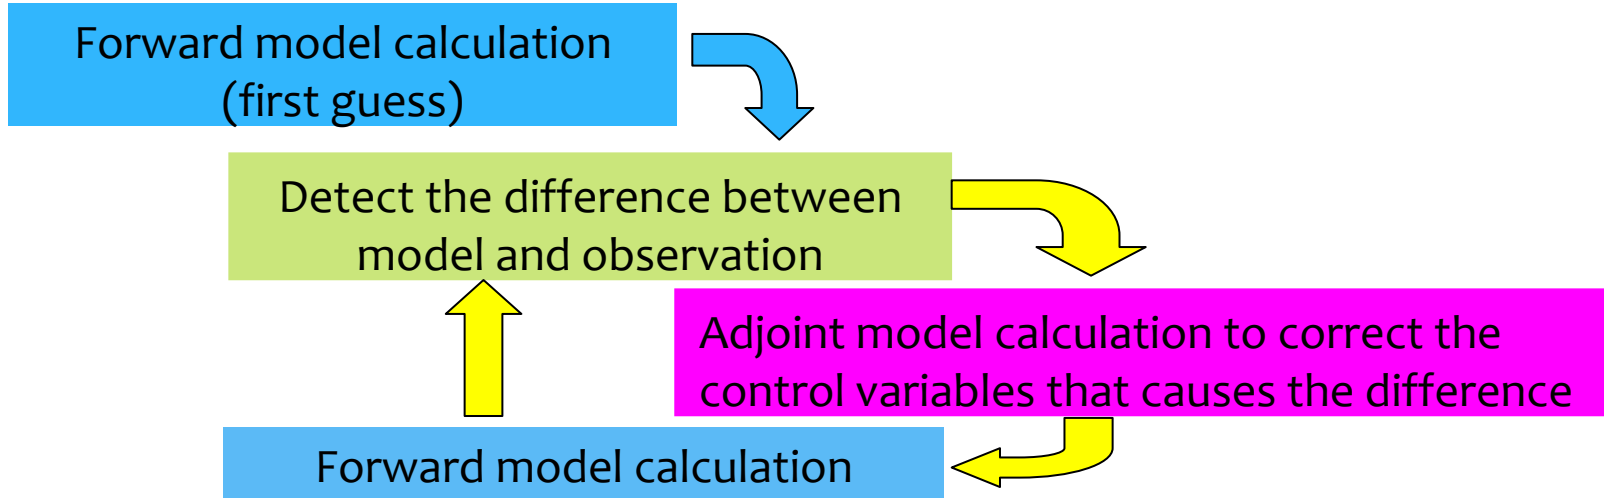 Forward model calculation
(first guess)
Detect the difference between
model and observation
Adjoint model calculation to correct the
control variables that causes the difference
Forward model calculation